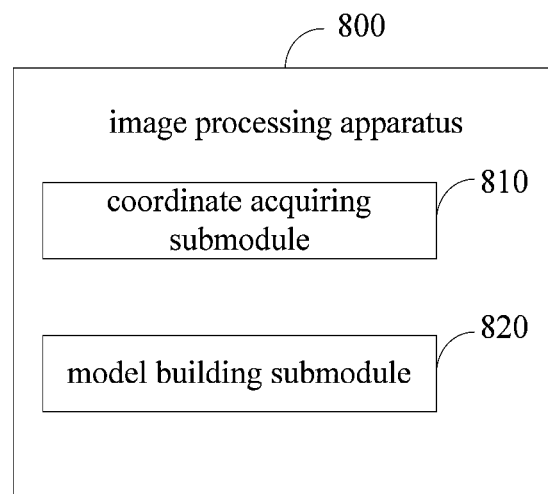 800
image processing apparatus
coordinate acquiring
submodule
810
820
model building submodule